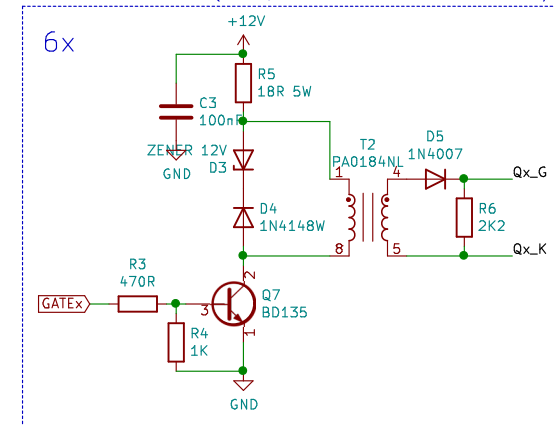 +12V
6x
R5
18R 5W
C3
100nF
ZENER 12V
D3
GND
T2
PA0184NL
1
4
8
5
D5
1N4007
Qx_G
R6
2K2
Qx_K
D4
1N4148W
R3
470R
GATEx
2
Q7
BD135
3
1
R4
1K
GND